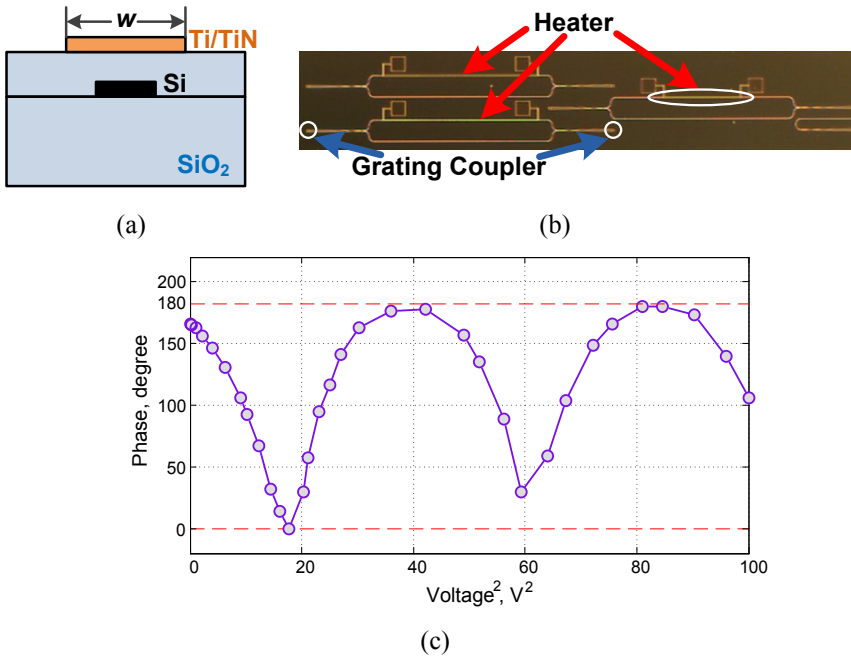 w
Ti/TiN
Si
SiO2
(a)
Heater
Grating Coupler
(b)
200
180
150
100
50
0
Phase, degree
0 20 40 60 80 100
Voltage2, V2
(c)